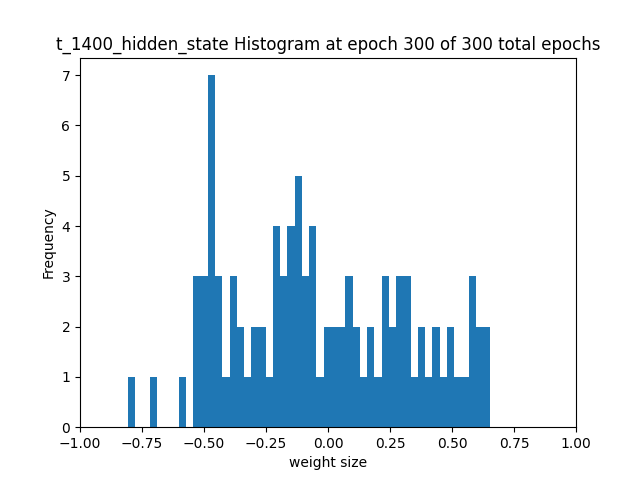 t_1400_hidden_state Histogram at epoch 300 of 300 total epochs
7
6
5
4
3
2
1
0
Frequency
−1.00 −0.75 −0.50 −0.25 0.00 0.25 0.50 0.75 1.00
weight size